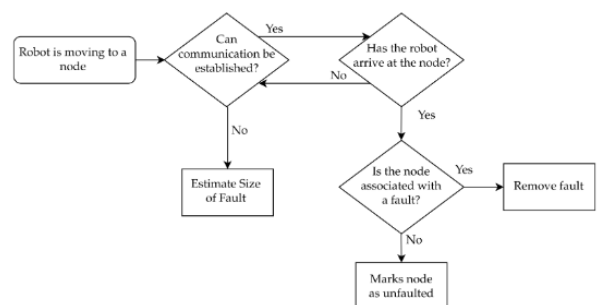 Robot is moving to a
node
Can
communication be
established?
Yes
Has the robot
arrive at the node?
No
No
Yes
Estimate Size
of Fault
Is the node
associated with
a fault?
Yes
Remove fault
No
Marks node
as unfaulted